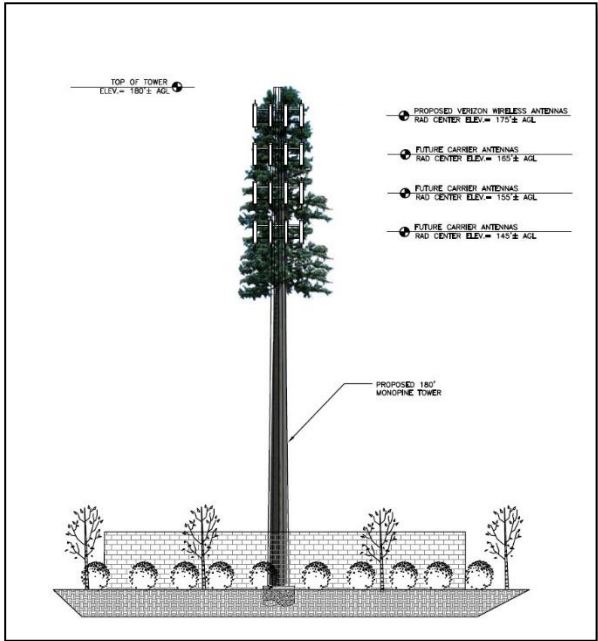 TOP OF TOWER
ELEV.= 180'± AGL
PROPOSED VERIZON WIRELESS ANTENNAS
RAD CENTER ELEV.= 175'± AGL
FUTURE CARRIER ANTENNAS
RAD CENTER ELEV.= 165'± AGL
FUTURE CARRIER ANTENNAS
RAD CENTER ELEV.= 155'± AGL
FUTURE CARRIER ANTENNAS
RAD CENTER ELEV.= 145'± AGL
PROPOSED 180'
MONOPINE TOWER